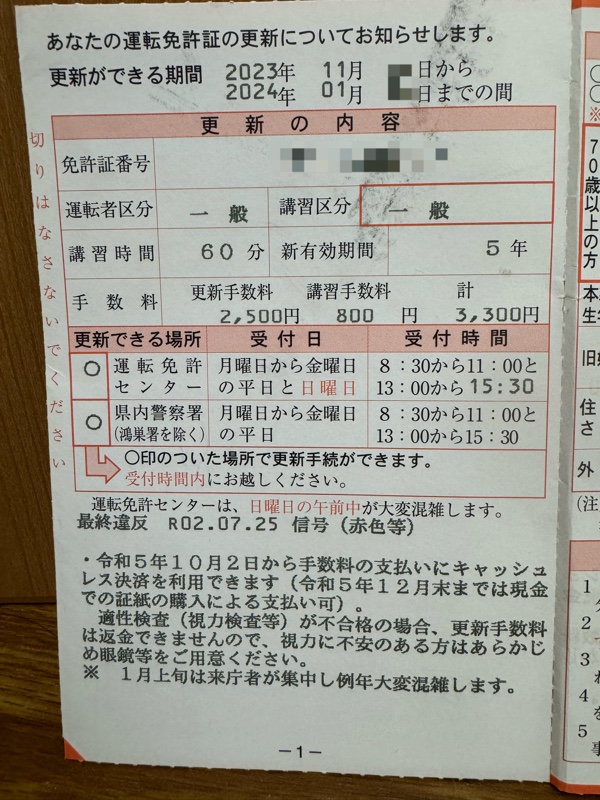 あなたの運転免許証の更新についてお知らせします。
更新ができる期間 2023年 11月 日から
2024年 01月 日までの間
更新の内容
免許証番号
運転者区分 一般 講習区分 一般
講習時間 60分 新有効期間 5年
手数料 更新手数料 講習手数料 計
2,500円 800円 3,300円
更新できる場所 受付日 受付時間
○ 運転免許センター 月曜日から金曜日の平日と日曜日 8:30から11:00と13:00から15:30
○ 県内警察署(鴻巣署を除く) 月曜日から金曜日の平日 8:30から11:00と13:00から15:30
○印のついた場所で更新手続ができます。
受付時間内にお越しください。
運転免許センターは、日曜日の午前中が大変混雑します。
最終違反 R02.07.25 信号(赤色等)
・令和5年10月2日から手数料の支払いにキャッシュ
レス決済を利用できます(令和5年12月末までは現金
での証紙の購入による支払い可)。
適性検査(視力検査等)が不合格の場合、更新手数料
は返金できませんので、視力に不安のある方はあらかじ
め眼鏡等をご用意ください。
※ 1月上旬は来庁者が集中し例年大変混雑します。
-1-
切りはなさないでください
70歳以上の方
本
生年
旧
住
さ
外
(注
1
2
3
4
5